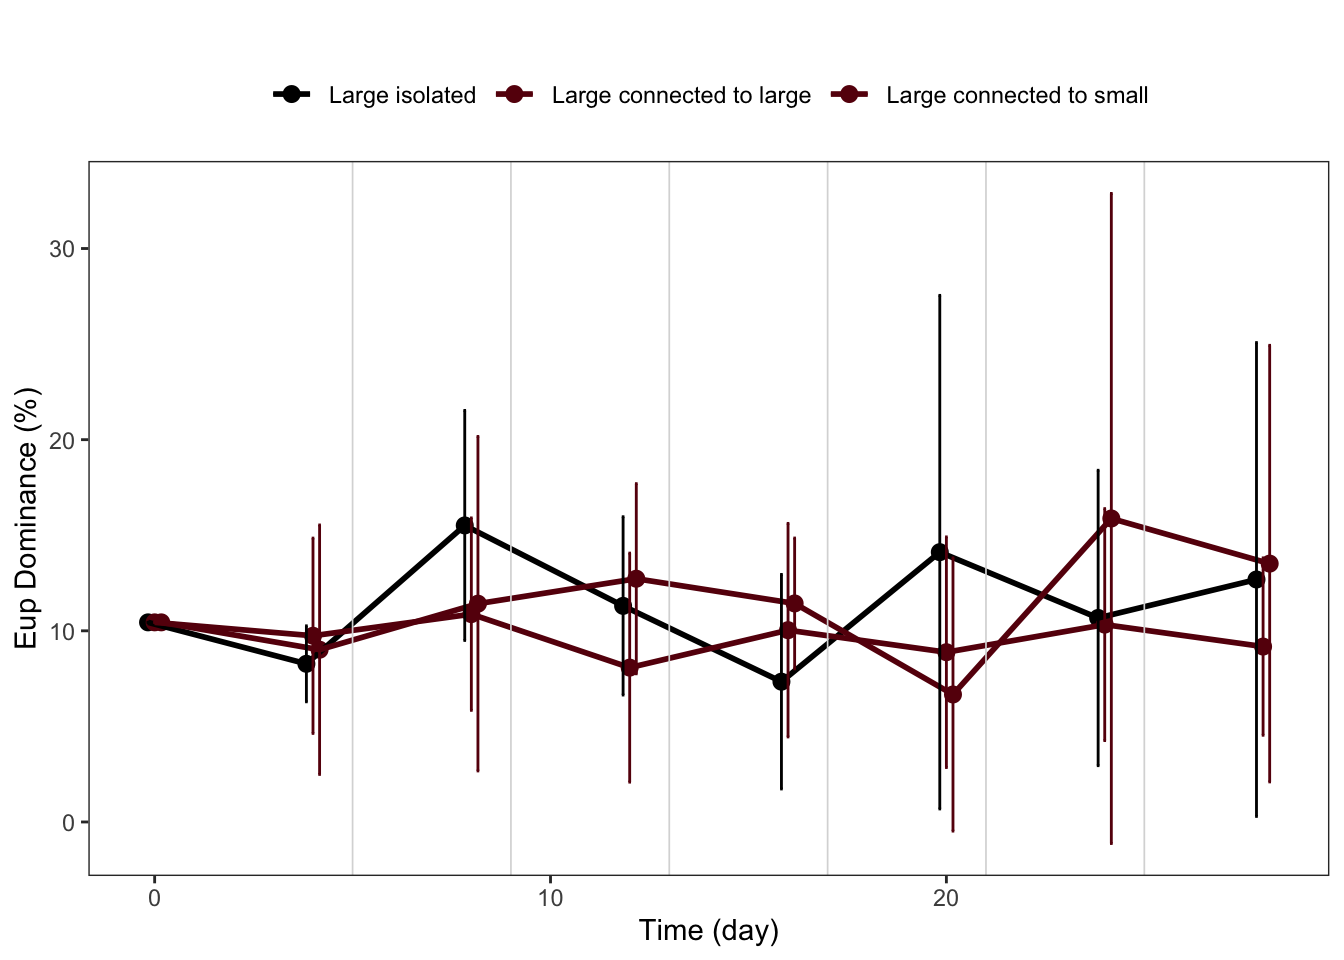 Large isolated Large connected to large Large connected to small
Eup Dominance (%)
30
20
10
0
0 10 20
Time (day)